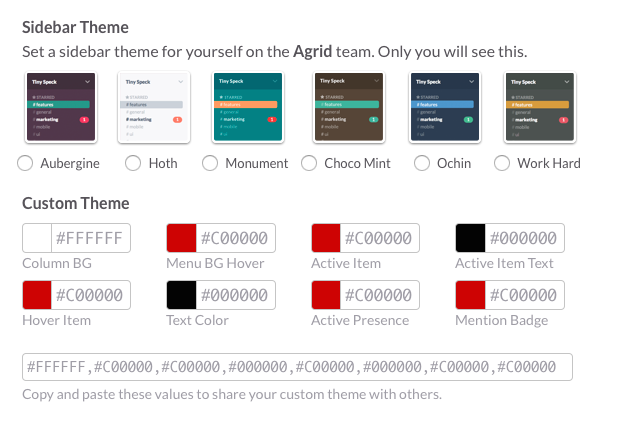 Sidebar Theme
Set a sidebar theme for yourself on the Agrid team. Only you will see this.
Tiny Speck Tiny Speck Tiny Speck Tiny Speck Tiny Speck Tiny Speck
★ STARRED ★ STARRED ★ STARRED ★ STARRED ★ STARRED ★ STARRED
# features # features # features # features # features # features
# general # general # general # general # general # general
# marketing 1 # marketing 1 # marketing 1 # marketing 1 # marketing 1 # marketing 1
# mobile # mobile # mobile # mobile # mobile # mobile
# ui # ui # ui # ui # ui # ui
Aubergine Hoth Monument Choco Mint Ochin Work Hard
Custom Theme
#FFFFFF #C00000 #C00000 #000000
Column BG Menu BG Hover Active Item Active Item Text
#C00000 #000000 #C00000 #C00000
Hover Item Text Color Active Presence Mention Badge
#FFFFFF,#C00000,#C00000,#000000,#C00000,#000000,#C00000,#C00000
Copy and paste these values to share your custom theme with others.